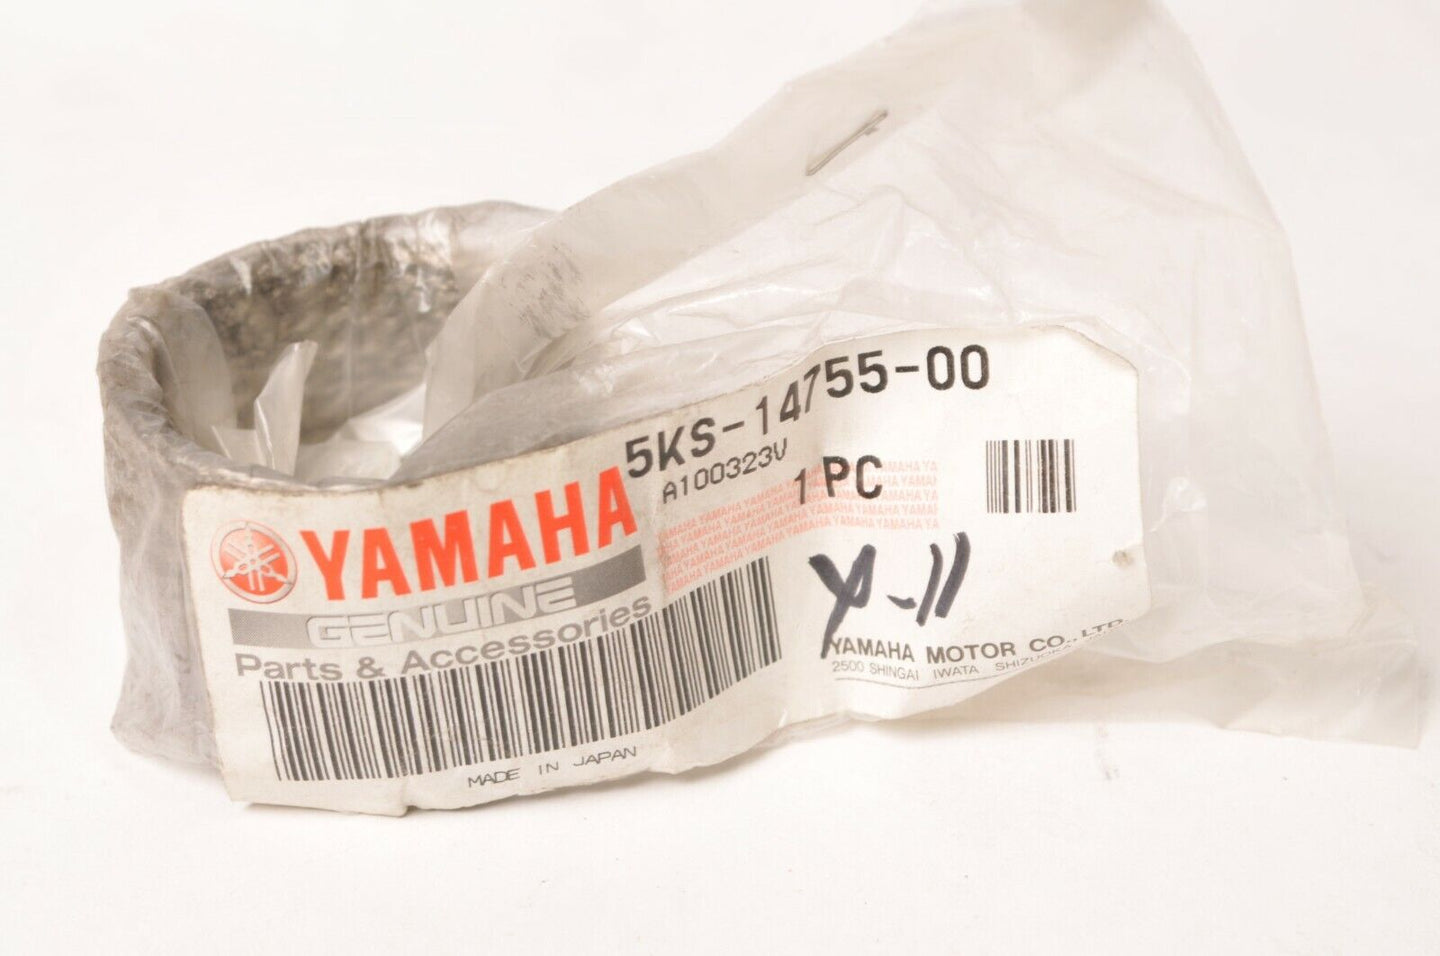 5KS-14755-00
A100323V
1 PC
YAMAHA
GENUINE
Parts & Accessories
MADE IN JAPAN
Y-11
YAMAHA MOTOR CO., LTD.
2500 SHINGAI IWATA SHIZUOKA